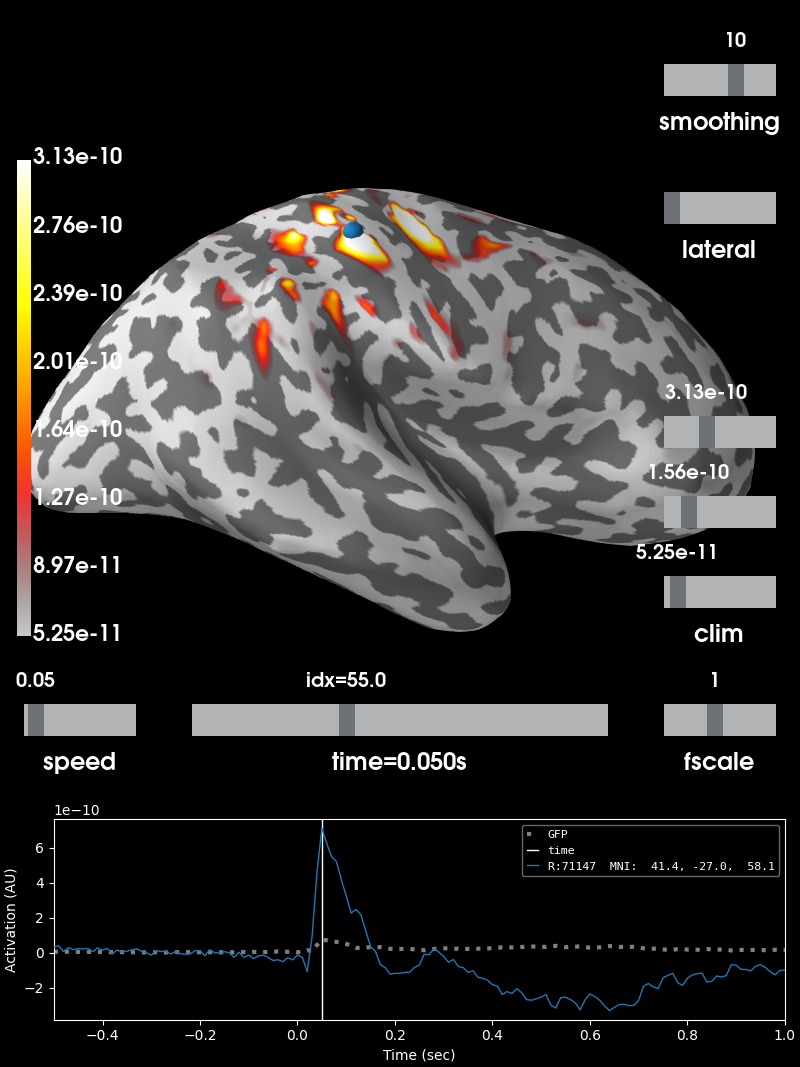 10
smoothing
3.13e-10
2.76e-10
lateral
2.39e-10
2.01e-10
3.13e-10
1.64e-10
1.56e-10
1.27e-10
5.25e-11
8.97e-11
5.25e-11
clim
0.05
idx=55.0
1
speed
time=0.050s
fscale
1e−10
GFP
time
R:71147 MNI: 41.4, -27.0, 58.1
6
4
2
0
−2
Activation (AU)
−0.4 −0.2 0.0 0.2 0.4 0.6 0.8 1.0
Time (sec)